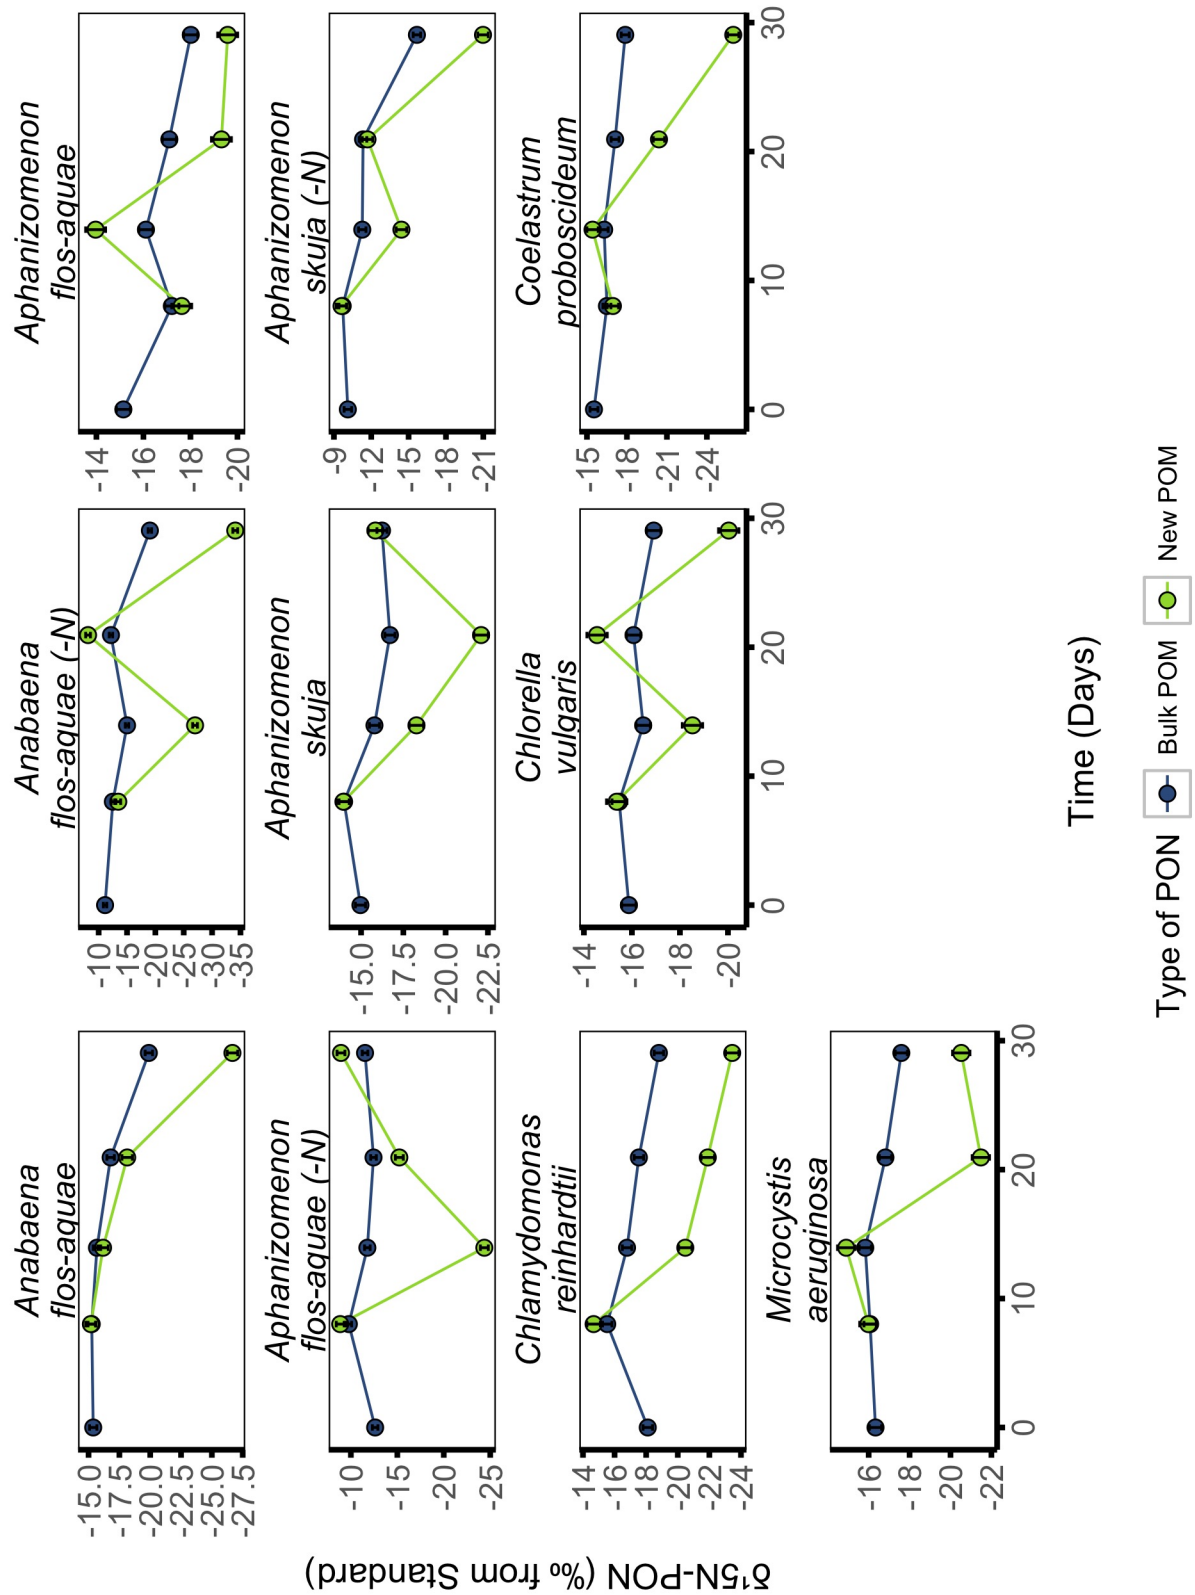 δ¹5N-PON (‰ from Standard)
Anabaena
flos-aquae
-15.0
-17.5
-20.0
-22.5
-25.0
-27.5
Anabaena
flos-aquae (-N)
-10
-15
-20
-25
-30
-35
Aphanizomenon
flos-aquae
-14
-16
-18
-20
Aphanizomenon
flos-aquae (-N)
-10
-15
-20
-25
Aphanizomenon
skuja
-15.0
-17.5
-20.0
-22.5
Aphanizomenon
skuja (-N)
-9
-12
-15
-18
-21
Chlamydomonas
reinhardtii
-14
-16
-18
-20
-22
-24
Chlorella
vulgaris
-14
-16
-18
-20
0 10 20 30
Coelastrum
proboscideum
-15
-18
-21
-24
0 10 20 30
Microcystis
aeruginosa
-16
-18
-20
-22
0 10 20 30
Time (Days)
Type of PON Bulk POM New POM